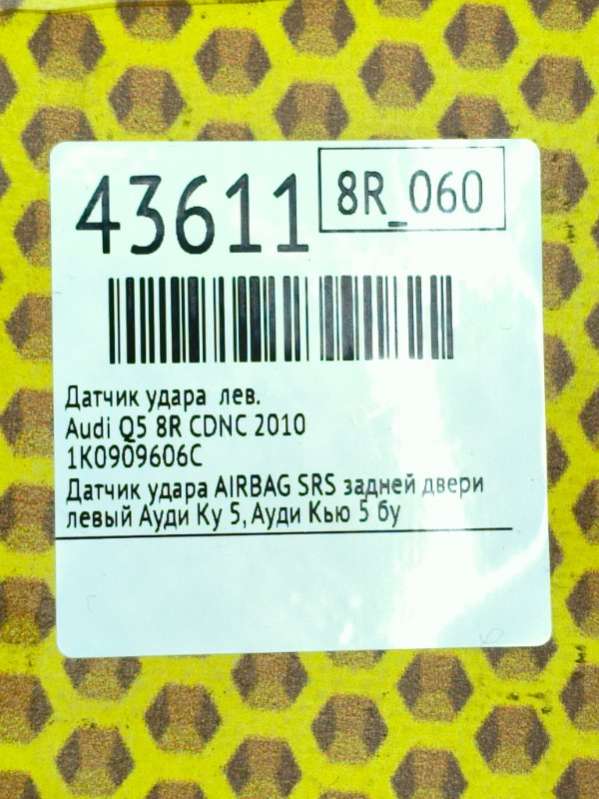 43611
8R_060
Датчик удара лев.
Audi Q5 8R CDNC 2010
1K0909606C
Датчик удара AIRBAG SRS задней двери
левый Ауди Ку 5, Ауди Кью 5 бу